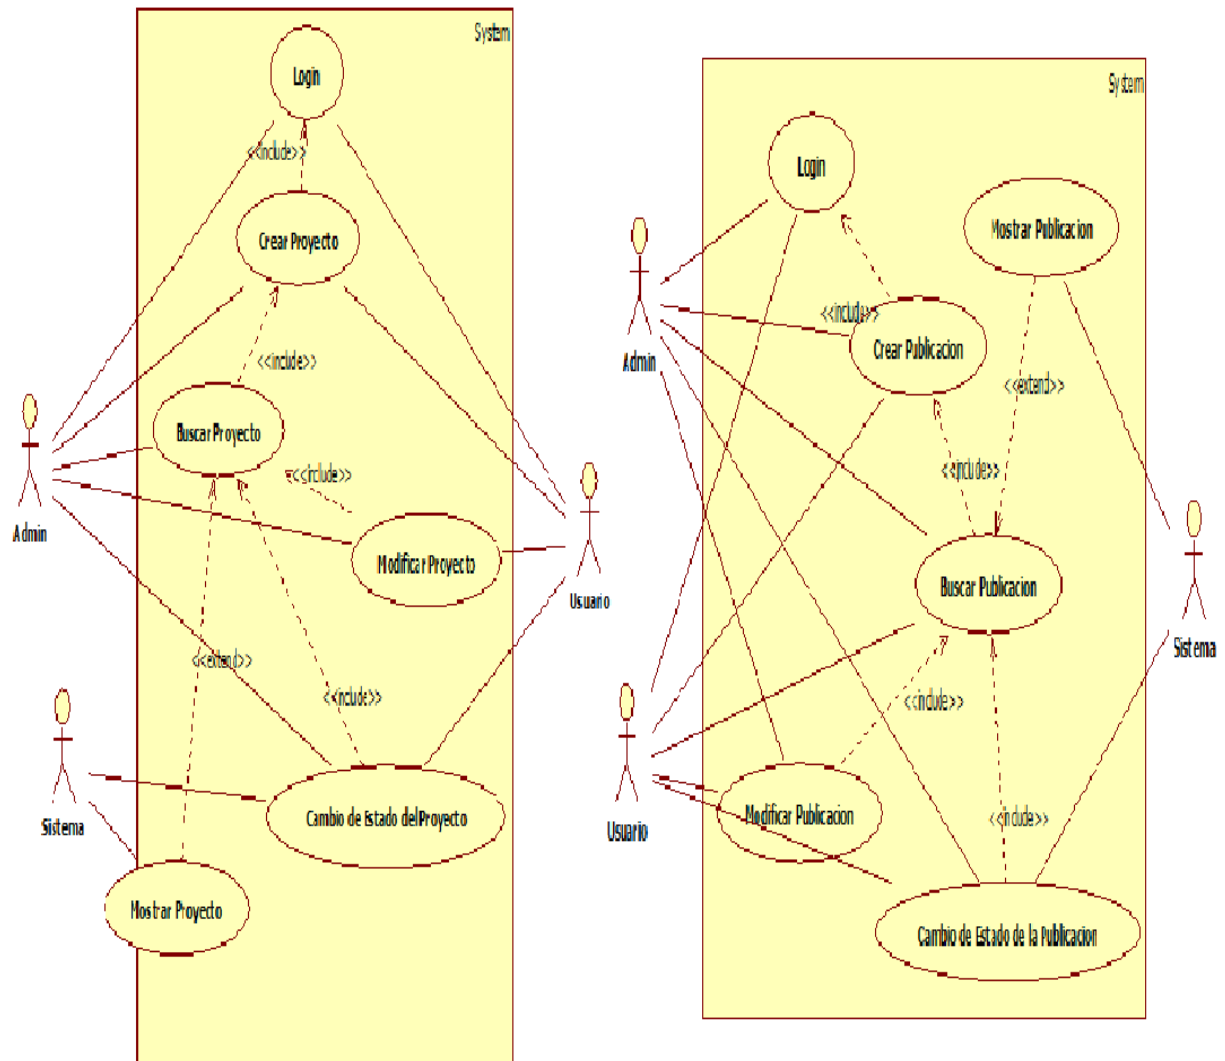 System
Login
<<include>>
Crear Proyecto
<<include>>
Buscar Proyecto
<<include>>
Admin
Modificar Proyecto
Usuario
<<extend>>
<<include>>
Sistema
Cambio de Estado del Proyecto
Mostrar Proyecto
System
Login
Mostrar Publicacion
Admin
<<include>>
Crear Publicacion
<<extend>>
<<include>>
Buscar Publicacion
Sistema
<<include>>
Usuario
Modificar Publicacion
<<include>>
Cambio de Estado de la Publicacion